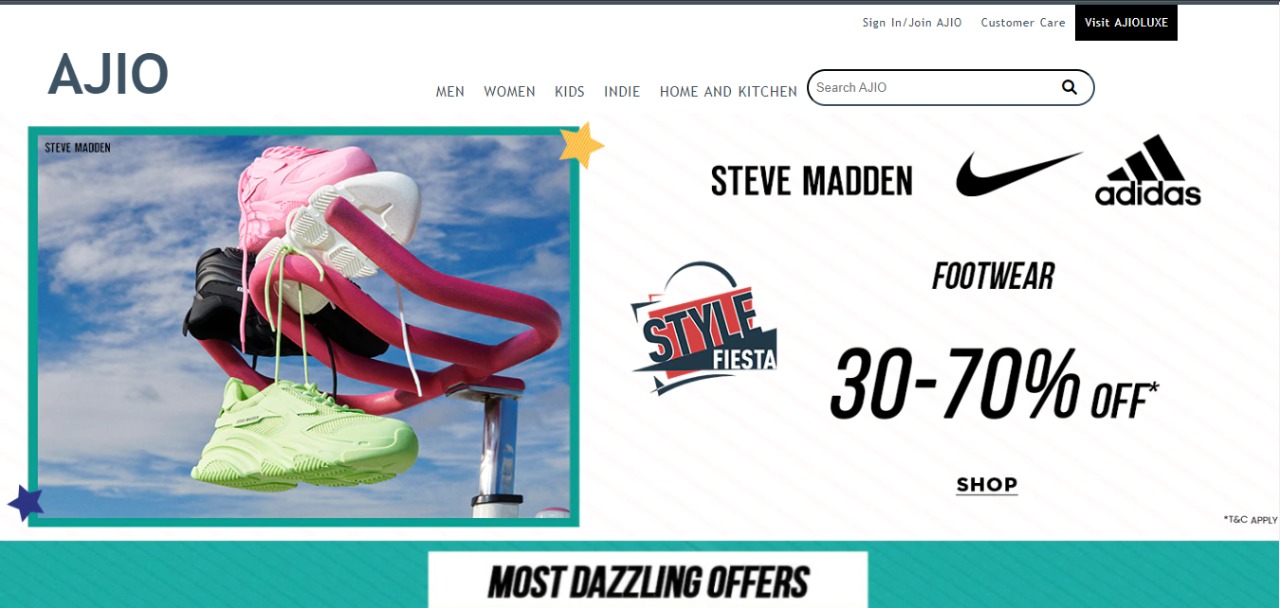 Sign In/Join AJIO Customer Care Visit AJIOLUXE
AJIO
MEN WOMEN KIDS INDIE HOME AND KITCHEN Search AJIO
STEVE MADDEN
STEVE MADDEN adidas
FOOTWEAR
STYLE
FIESTA
30-70% OFF*
SHOP
*T&C APPLY
MOST DAZZLING OFFERS